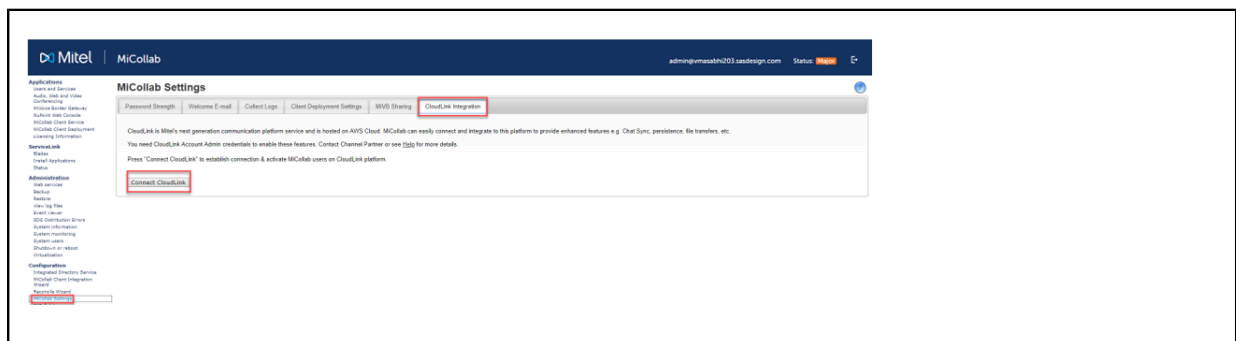 Mitel | MiCollab
admin@vmasabhi203.sasdesign.com Status: Major
Applications
Users and Services
Audio, Web and Video
Conferencing
MiVoice Border Gateway
NuPoint Web Console
MiCollab Client Service
MiCollab Client Deployment
Licensing Information
ServiceLink
Blades
Install Applications
Status
Administration
Web services
Backup
Restore
View log files
Event viewer
SDS Distribution Errors
System information
System monitoring
System users
Shutdown or reboot
Virtualization
Configuration
Integrated Directory Service
MiCollab Client Integration
Wizard
Reconcile Wizard
MiCollab Settings
MiCollab Settings
Password Strength Welcome E-mail Collect Logs Client Deployment Settings MiVB Sharing CloudLink Integration
CloudLink is Mitel's next generation communication platform service and is hosted on AWS Cloud. MiCollab can easily connect and integrate to this platform to provide enhanced features e.g. Chat Sync, persistence, file transfers, etc.
You need CloudLink Account Admin credentials to enable these features. Contact Channel Partner or see Help for more details.
Press "Connect CloudLink" to establish connection & activate MiCollab users on CloudLink platform.
Connect CloudLink